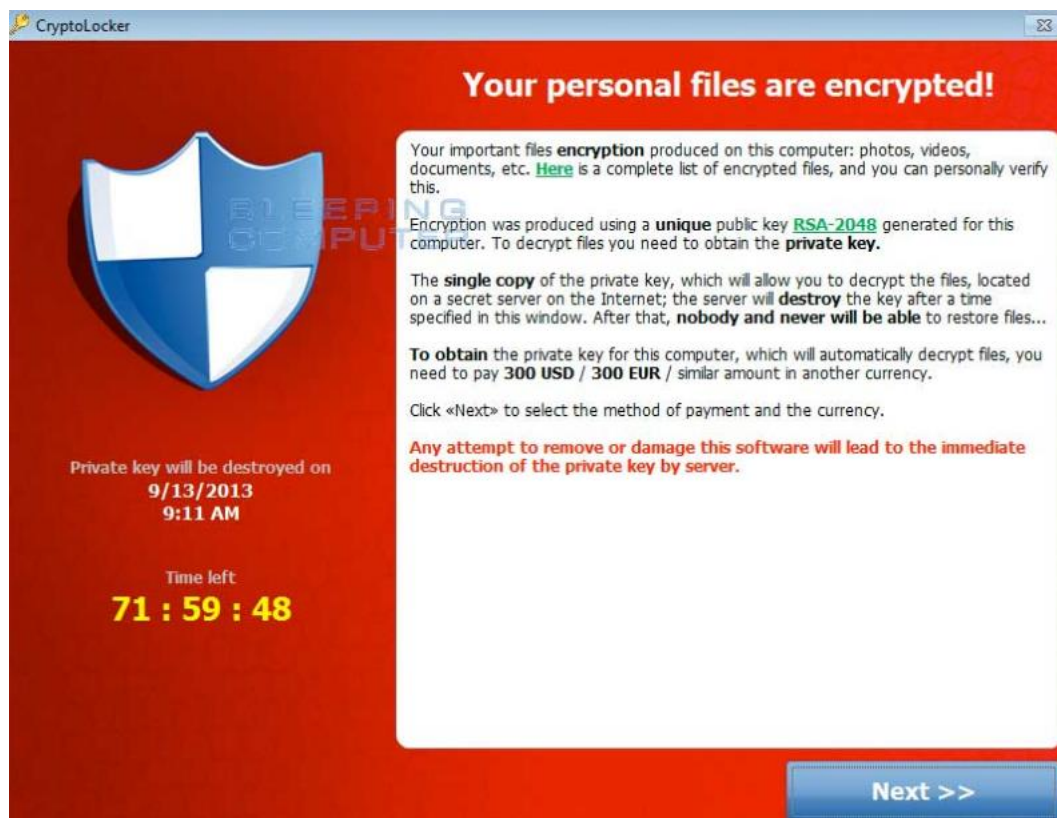 CryptoLocker
Your personal files are encrypted!
Your important files encryption produced on this computer: photos, videos,
documents, etc. Here is a complete list of encrypted files, and you can personally verify
this.
BLEEPING
COMPUTER
Encryption was produced using a unique public key RSA-2048 generated for this
computer. To decrypt files you need to obtain the private key.
The single copy of the private key, which will allow you to decrypt the files, located
on a secret server on the Internet; the server will destroy the key after a time
specified in this window. After that, nobody and never will be able to restore files...
To obtain the private key for this computer, which will automatically decrypt files, you
need to pay 300 USD / 300 EUR / similar amount in another currency.
Click «Next» to select the method of payment and the currency.
Any attempt to remove or damage this software will lead to the immediate
destruction of the private key by server.
Private key will be destroyed on
9/13/2013
9:11 AM
Time left
71 : 59 : 48
Next >>